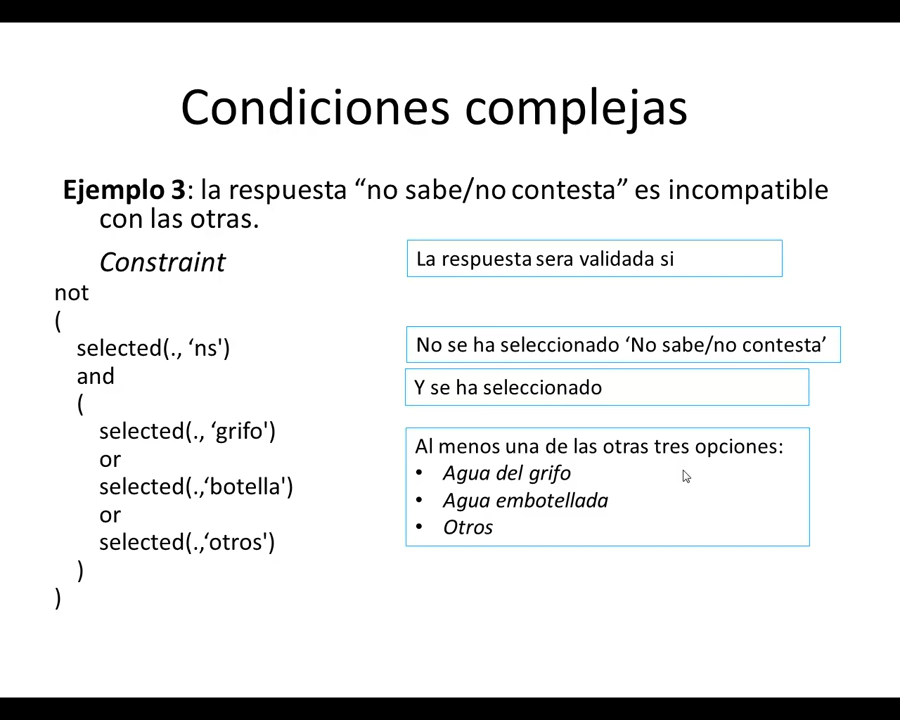 Condiciones complejas
Ejemplo 3: la respuesta “no sabe/no contesta” es incompatible
con las otras.
Constraint
La respuesta sera validada si
not
(
selected(., ‘ns')
No se ha seleccionado ‘No sabe/no contesta’
and
Y se ha seleccionado
(
selected(., ‘grifo')
or
selected(.,‘botella')
or
selected(.,‘otros')
)
)
Al menos una de las otras tres opciones:
• Agua del grifo
• Agua embotellada
• Otros